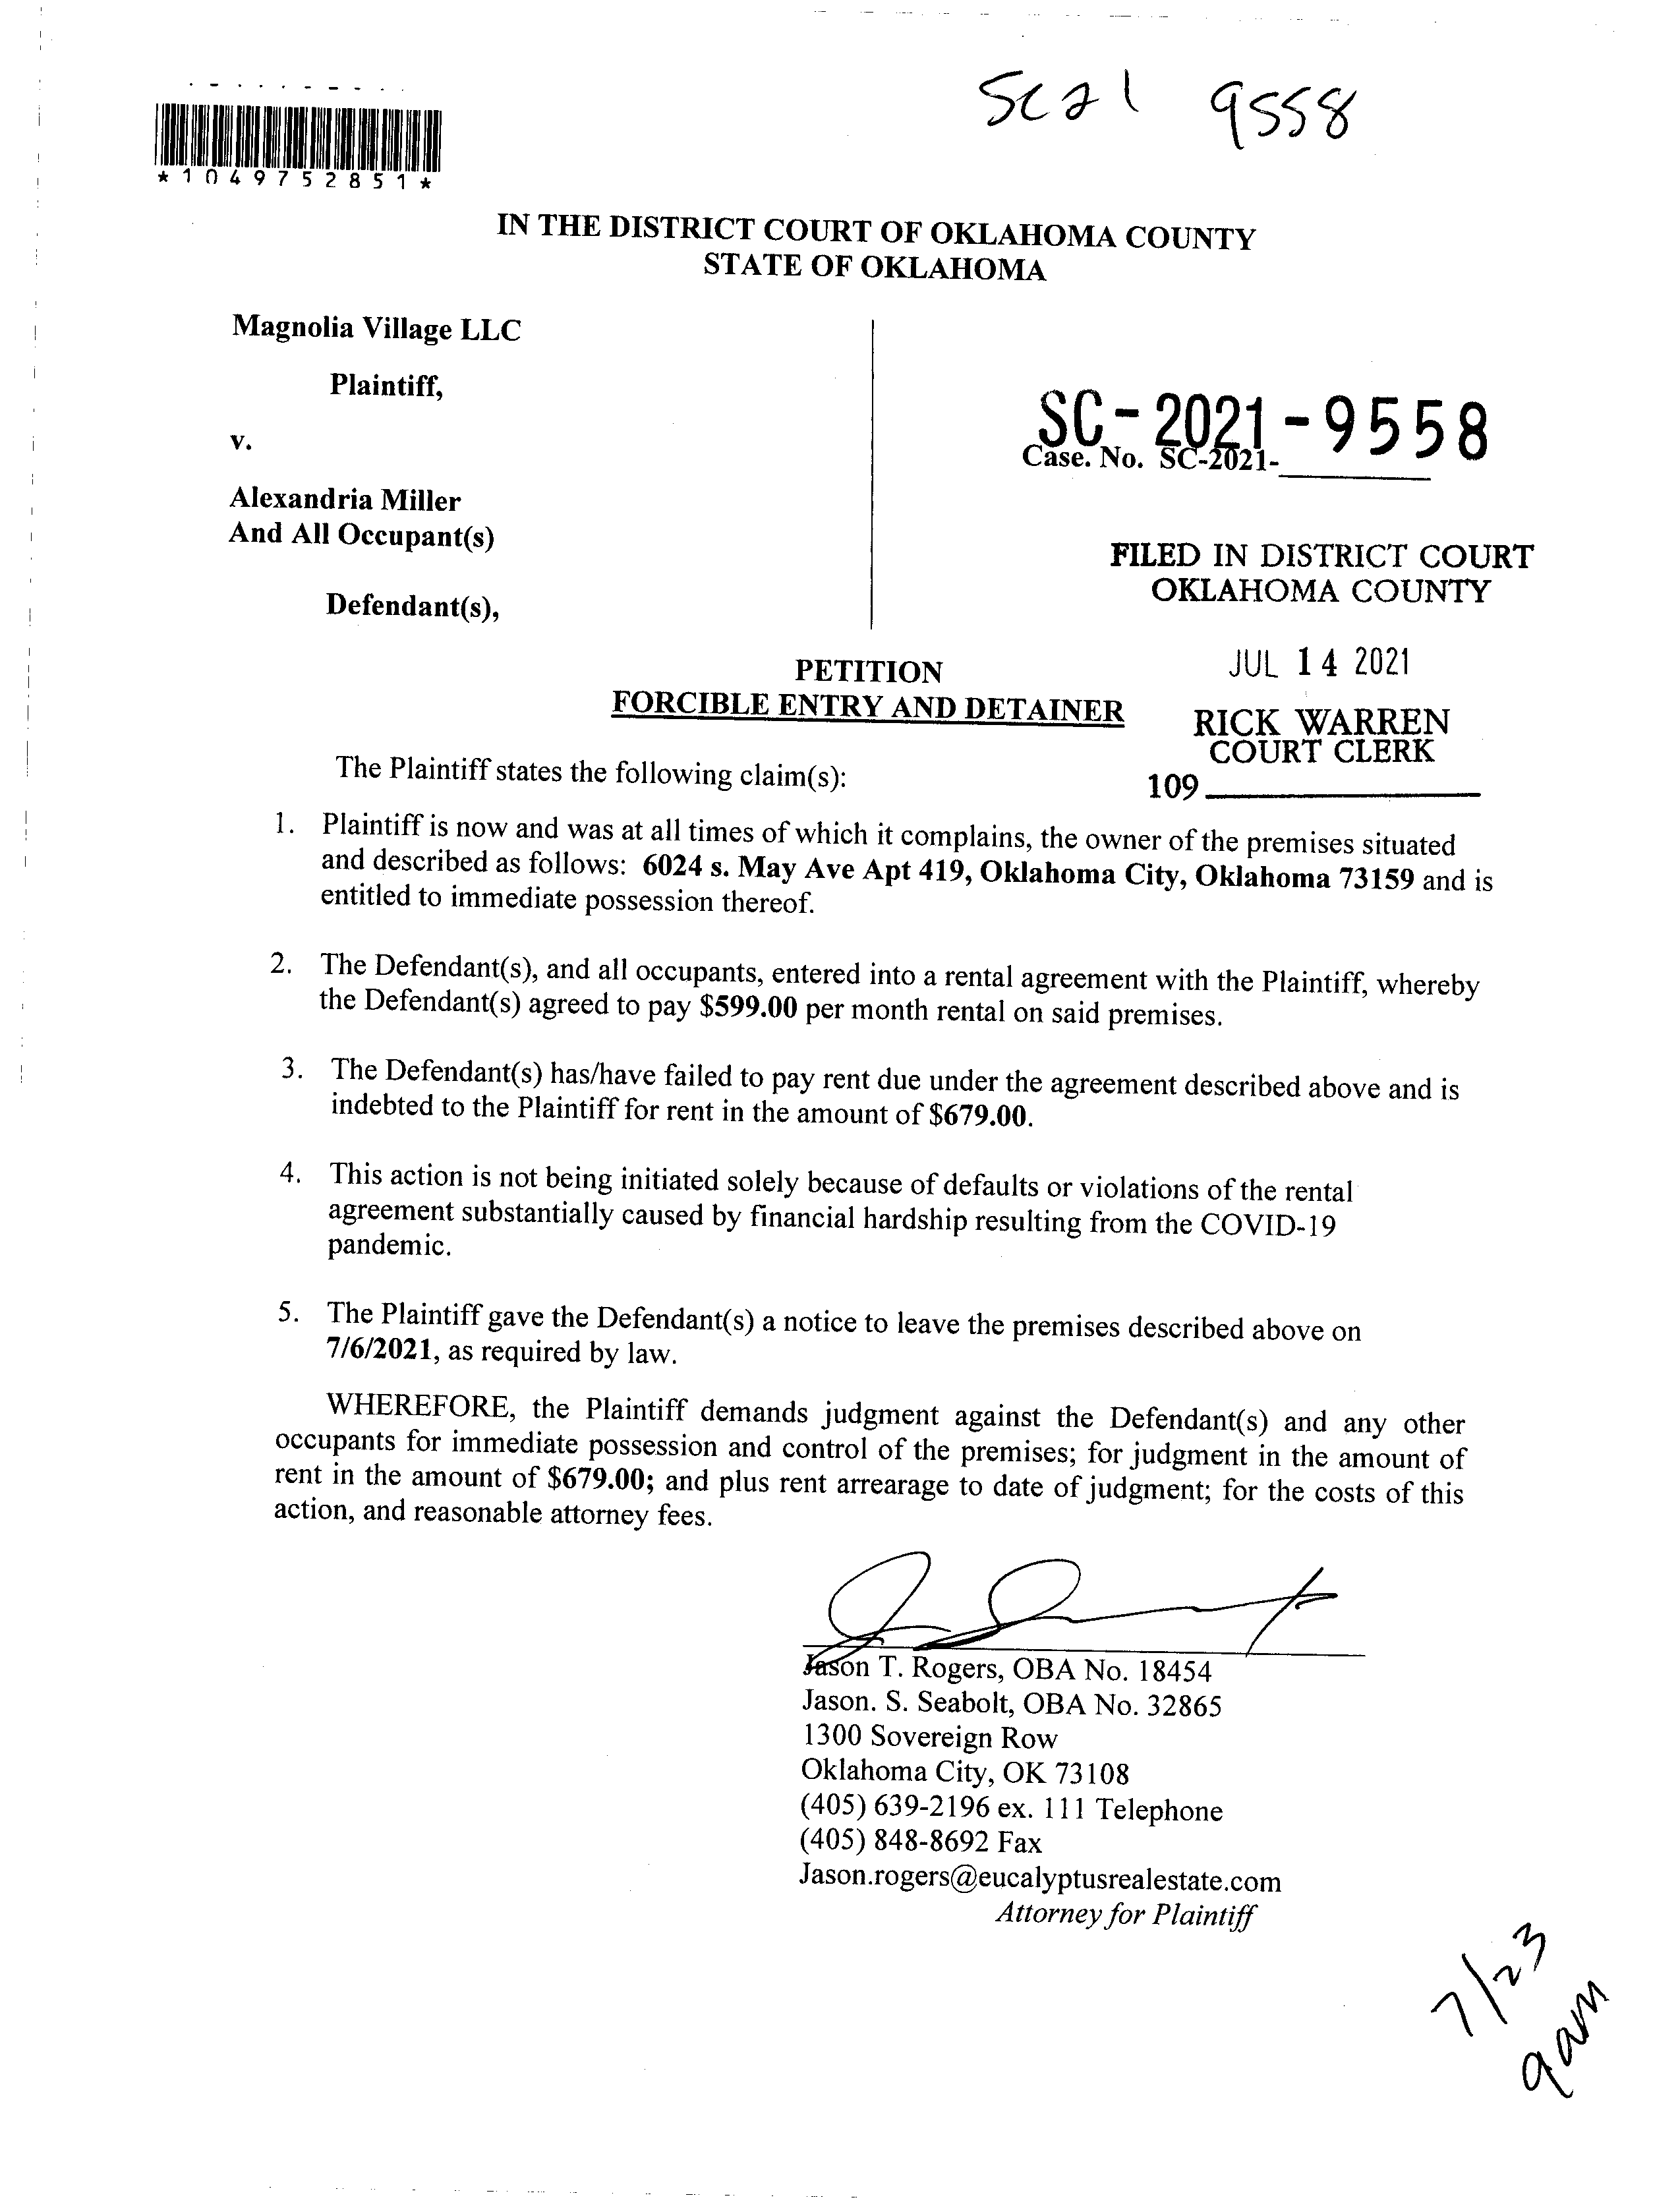 SC21 9558
*1049752851*
IN THE DISTRICT COURT OF OKLAHOMA COUNTY
STATE OF OKLAHOMA
Magnolia Village LLC
Plaintiff,
v.
Alexandria Miller
And All Occupant(s)
Defendant(s),
SC-2021-9558
Case. No. SC-2021-
FILED IN DISTRICT COURT
OKLAHOMA COUNTY
JUL 14 2021
RICK WARREN
COURT CLERK
109
PETITION
FORCIBLE ENTRY AND DETAINER
The Plaintiff states the following claim(s):
1. Plaintiff is now and was at all times of which it complains, the owner of the premises situated
and described as follows: 6024 s. May Ave Apt 419, Oklahoma City, Oklahoma 73159 and is
entitled to immediate possession thereof.
2. The Defendant(s), and all occupants, entered into a rental agreement with the Plaintiff, whereby
the Defendant(s) agreed to pay $599.00 per month rental on said premises.
3. The Defendant(s) has/have failed to pay rent due under the agreement described above and is
indebted to the Plaintiff for rent in the amount of $679.00.
4. This action is not being initiated solely because of defaults or violations of the rental
agreement substantially caused by financial hardship resulting from the COVID-19
pandemic.
5. The Plaintiff gave the Defendant(s) a notice to leave the premises described above on
7/6/2021, as required by law.
WHEREFORE, the Plaintiff demands judgment against the Defendant(s) and any other
occupants for immediate possession and control of the premises; for judgment in the amount of
rent in the amount of $679.00; and plus rent arrearage to date of judgment; for the costs of this
action, and reasonable attorney fees.
Jason T. Rogers, OBA No. 18454
Jason. S. Seabolt, OBA No. 32865
1300 Sovereign Row
Oklahoma City, OK 73108
(405) 639-2196 ex. 111 Telephone
(405) 848-8692 Fax
Jason.rogers@eucalyptusrealestate.com
Attorney for Plaintiff
7/23
9am